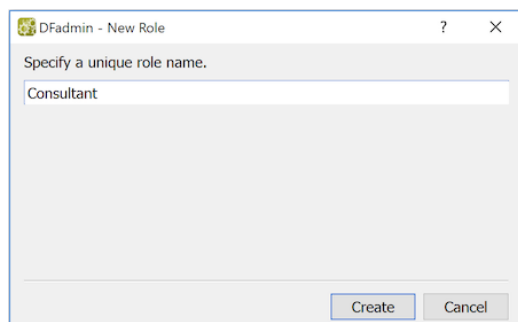 DFadmin - New Role
Specify a unique role name.
Consultant
Create Cancel